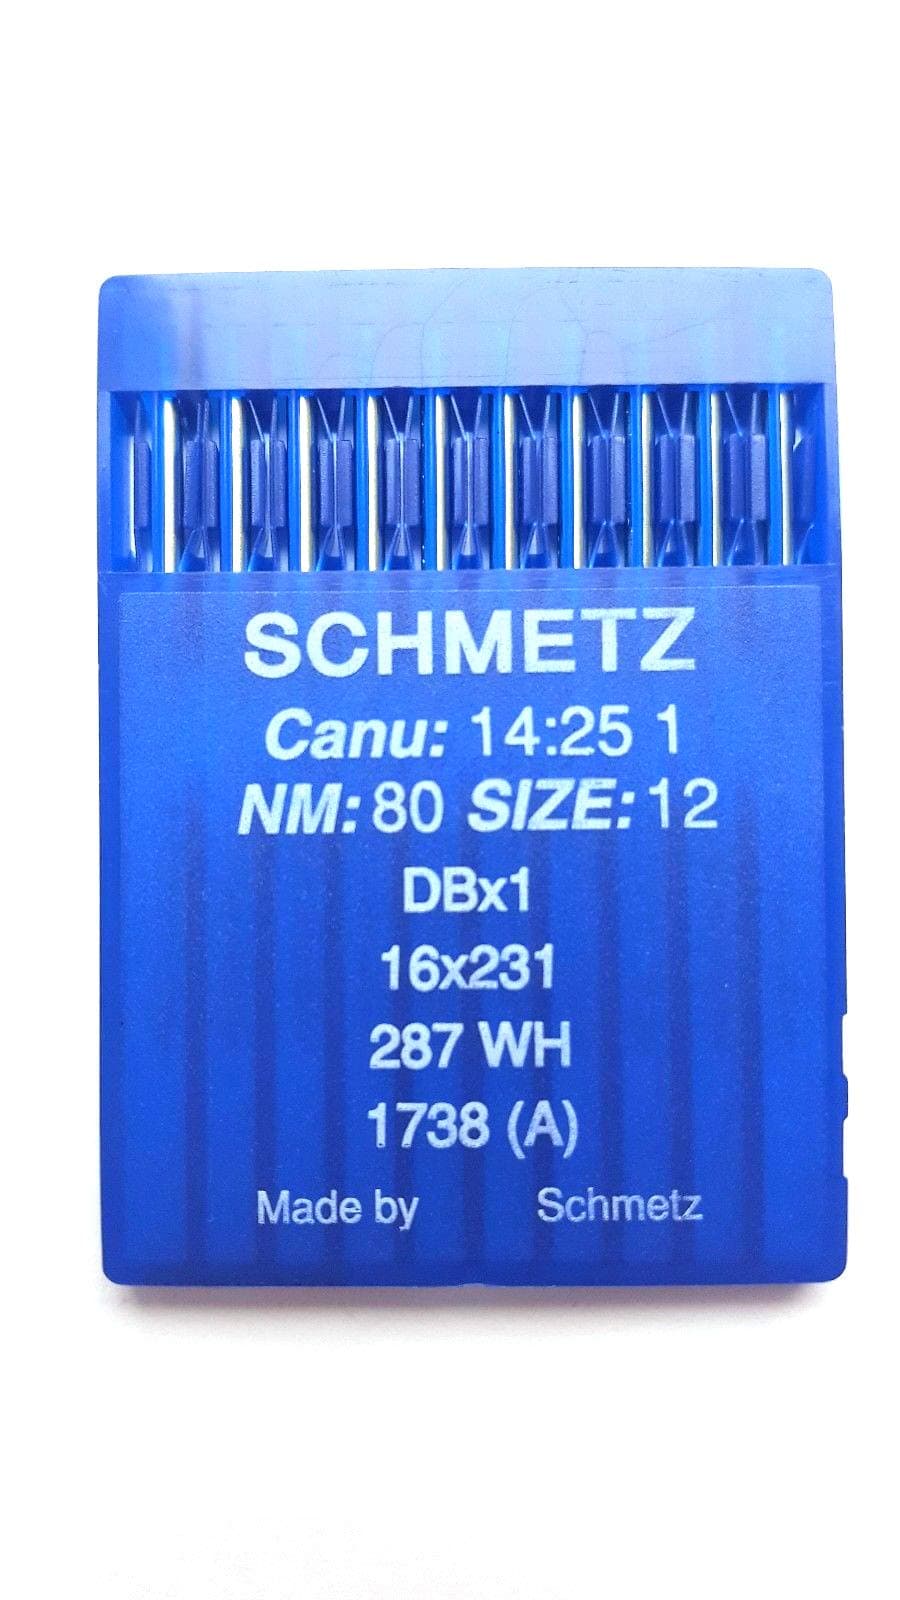 SCHMETZ
Canu: 14:25 1
NM: 80 SIZE: 12
DBx1
16x231
287 WH
1738 (A)
Made by Schmetz